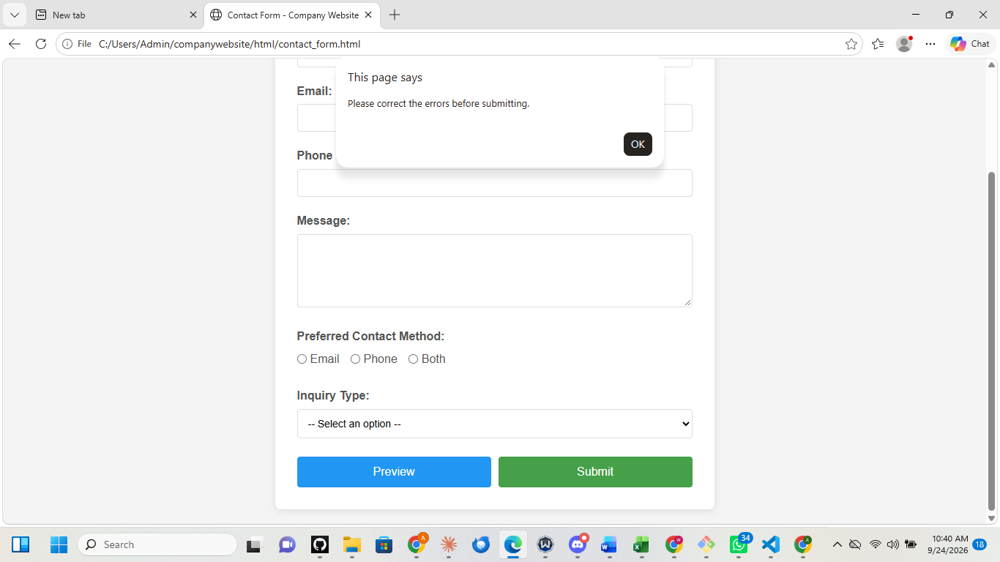 New tab
Contact Form - Company Website
File C:/Users/Admin/companywebsite/html/contact_form.html
Chat
This page says
Please correct the errors before submitting.
OK
Email:
Phone
Message:
Preferred Contact Method:
Email Phone Both
Inquiry Type:
-- Select an option --
Preview Submit
Search
A
W
W
34
A
10:40 AM
9/24/2026
18